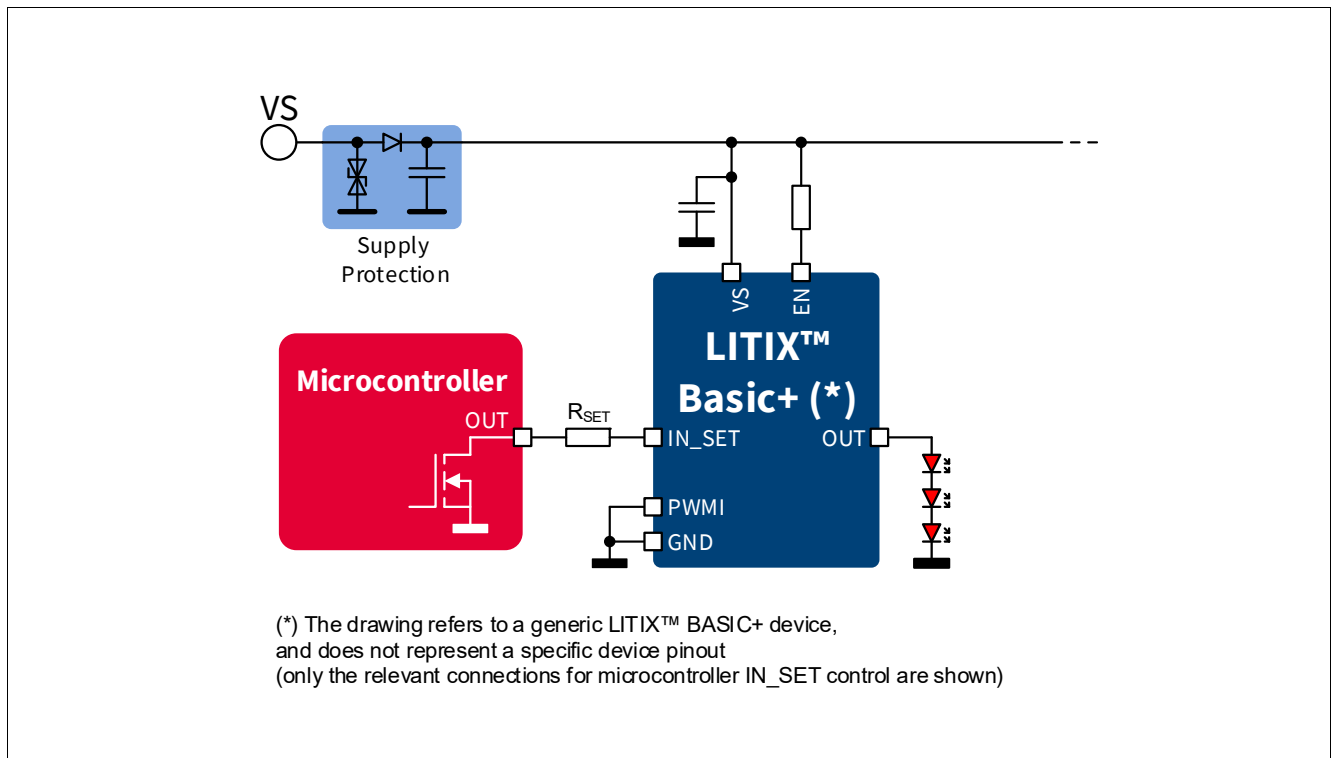 VS
Supply
Protection
VS
EN
LITIX™
Basic+ (*)
Microcontroller
OUT
RSET
IN_SET
OUT
PWMI
GND
(*) The drawing refers to a generic LITIX™ BASIC+ device,
and does not represent a specific device pinout
(only the relevant connections for microcontroller IN_SET control are shown)